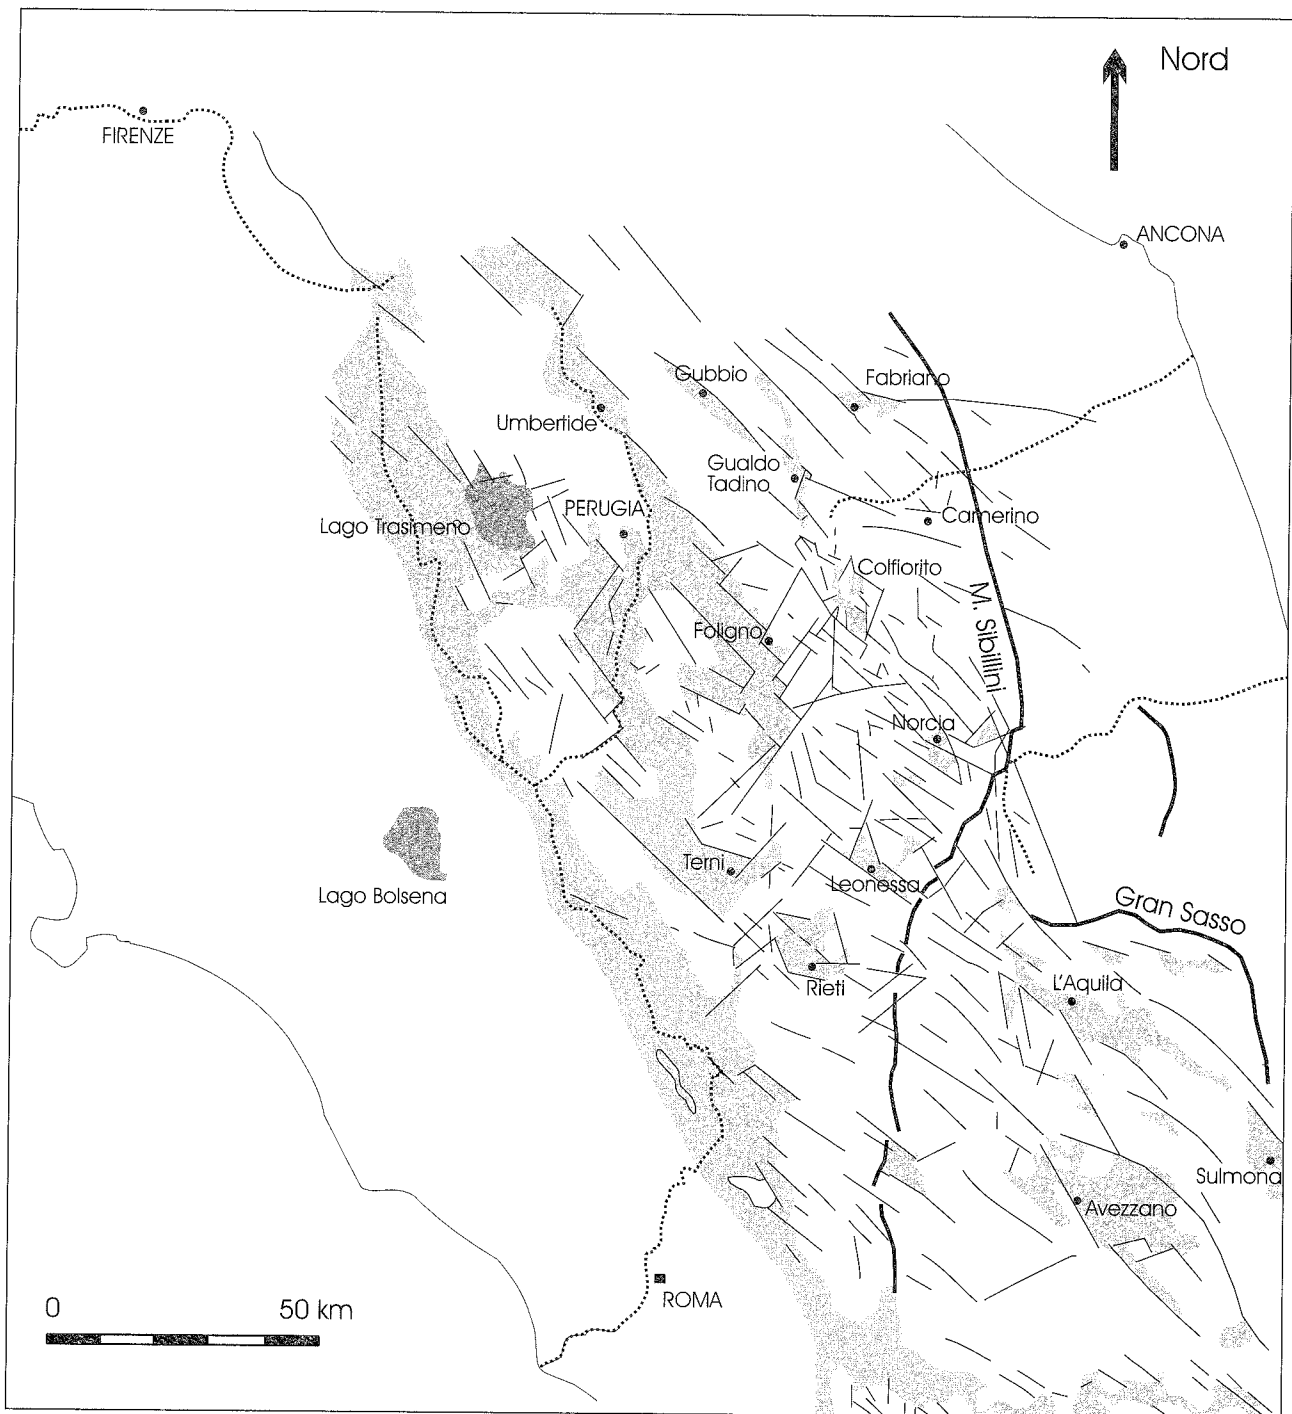 Nord
FIRENZE
ANCONA
Gubbio
Fabriano
Umbertide
Gualdo
Tadino
Lago Trasimeno
PERUGIA
Camerino
Colfiorito
M. Sibillini
Foligno
Norcia
Terni
Leonessa
Lago Bolsena
Gran Sasso
Rieti
L'Aquila
Sulmona
Avezzano
ROMA
0 50 km